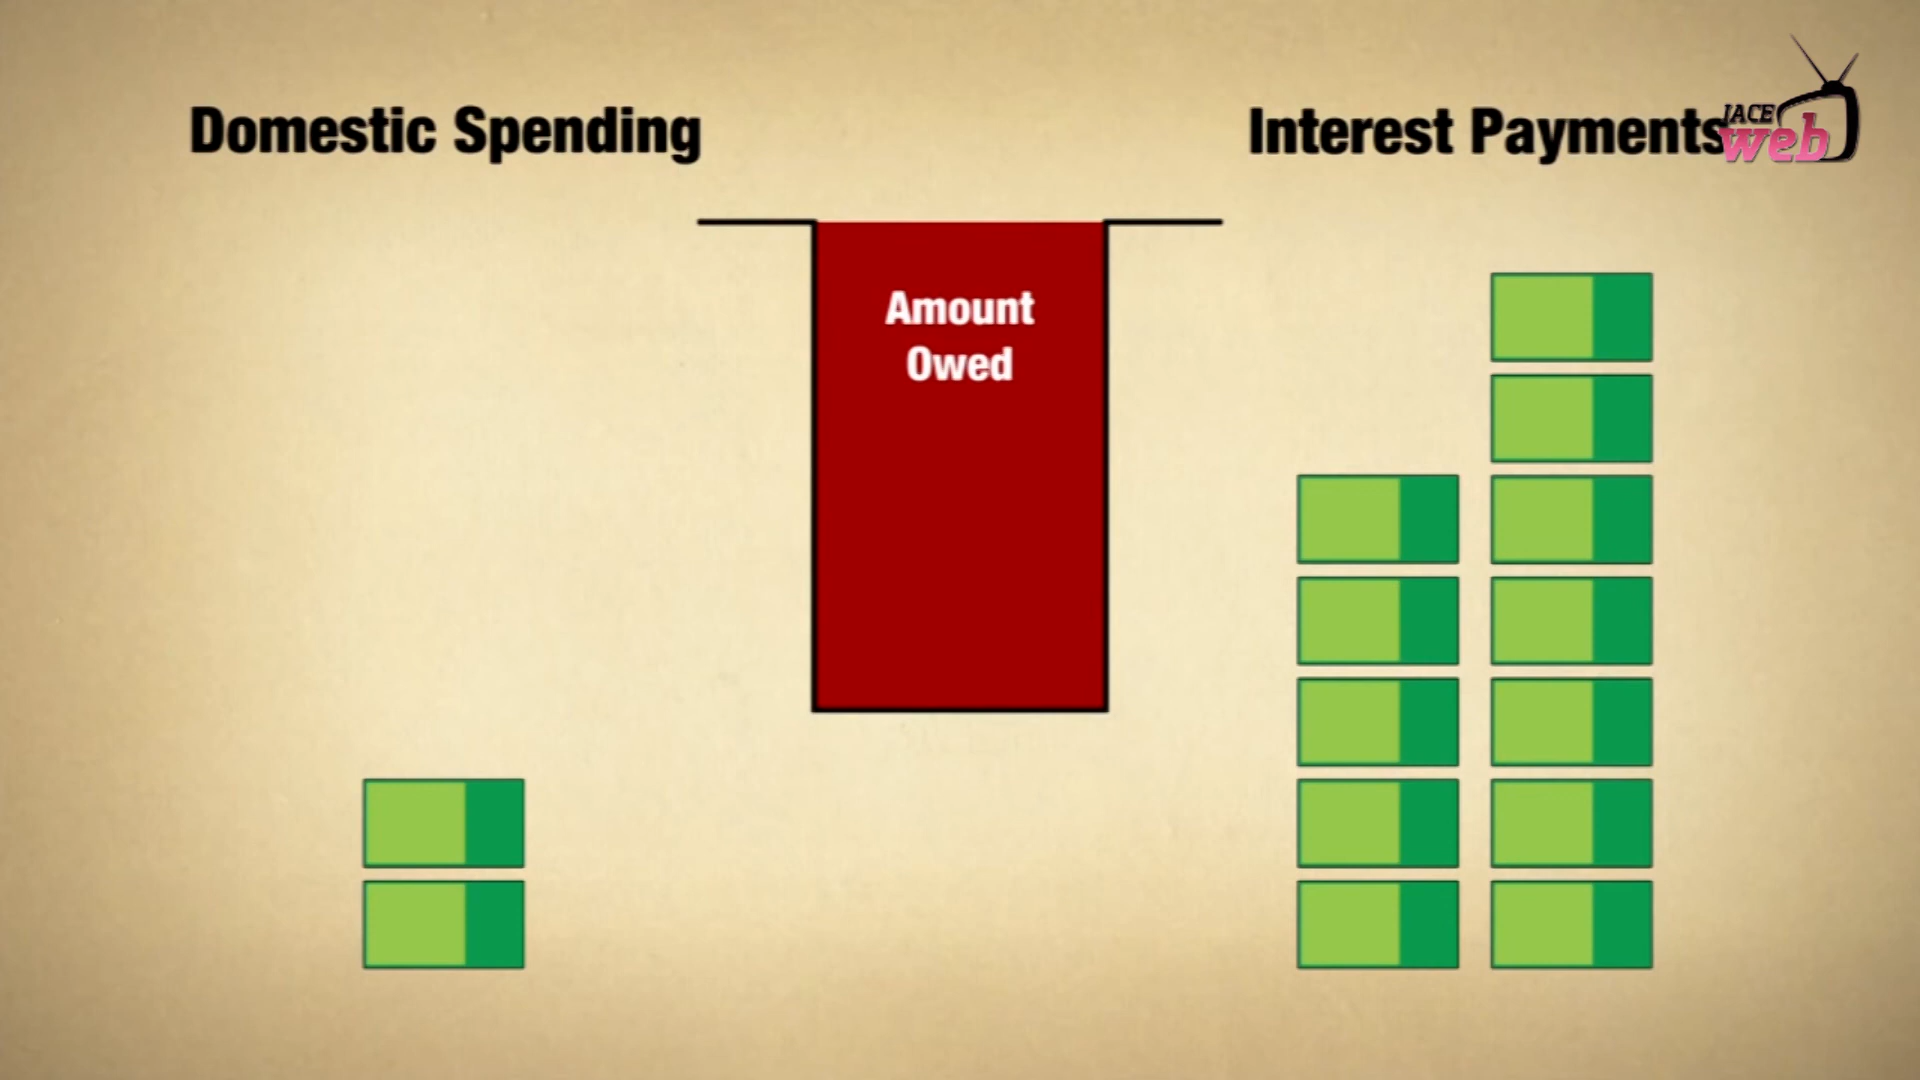 Domestic Spending
Interest Payments
JACE
web
Amount
Owed